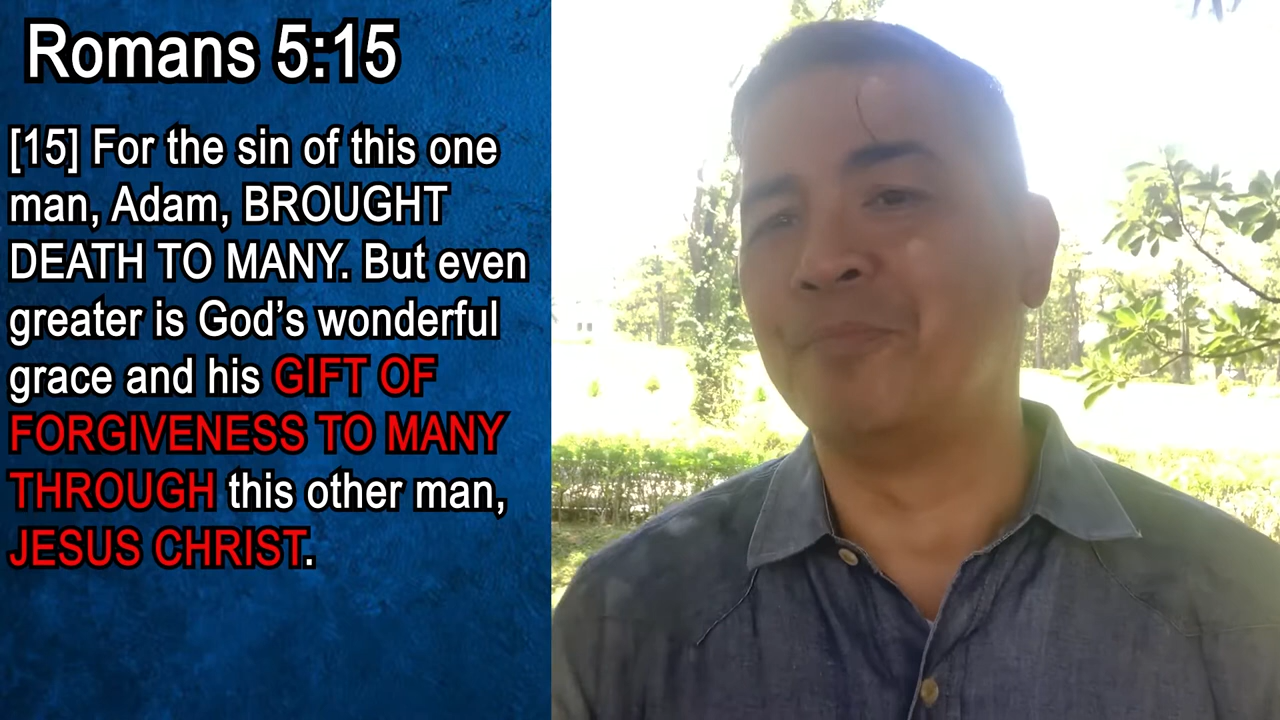 Romans 5:15
[15] For the sin of this one
man, Adam, BROUGHT
DEATH TO MANY. But even
greater is God’s wonderful
grace and his GIFT OF
FORGIVENESS TO MANY
THROUGH this other man,
JESUS CHRIST.